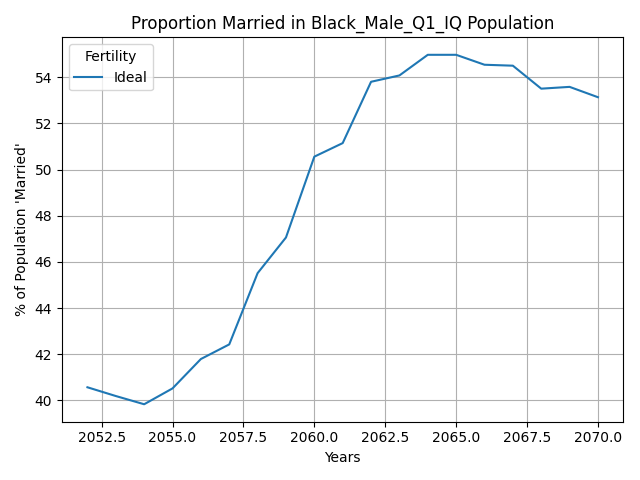 Proportion Married in Black_Male_Q1_IQ Population
Fertility
Ideal
% of Population 'Married'
54
52
50
48
46
44
42
40
2052.5 2055.0 2057.5 2060.0 2062.5 2065.0 2067.5 2070.0
Years